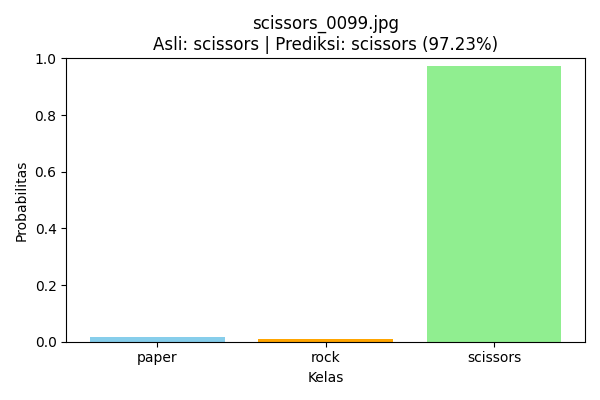 scissors_0099.jpg
Asli: scissors | Prediksi: scissors (97.23%)
1.0
0.8
0.6
0.4
0.2
0.0
Probabilitas
paper
rock
scissors
Kelas